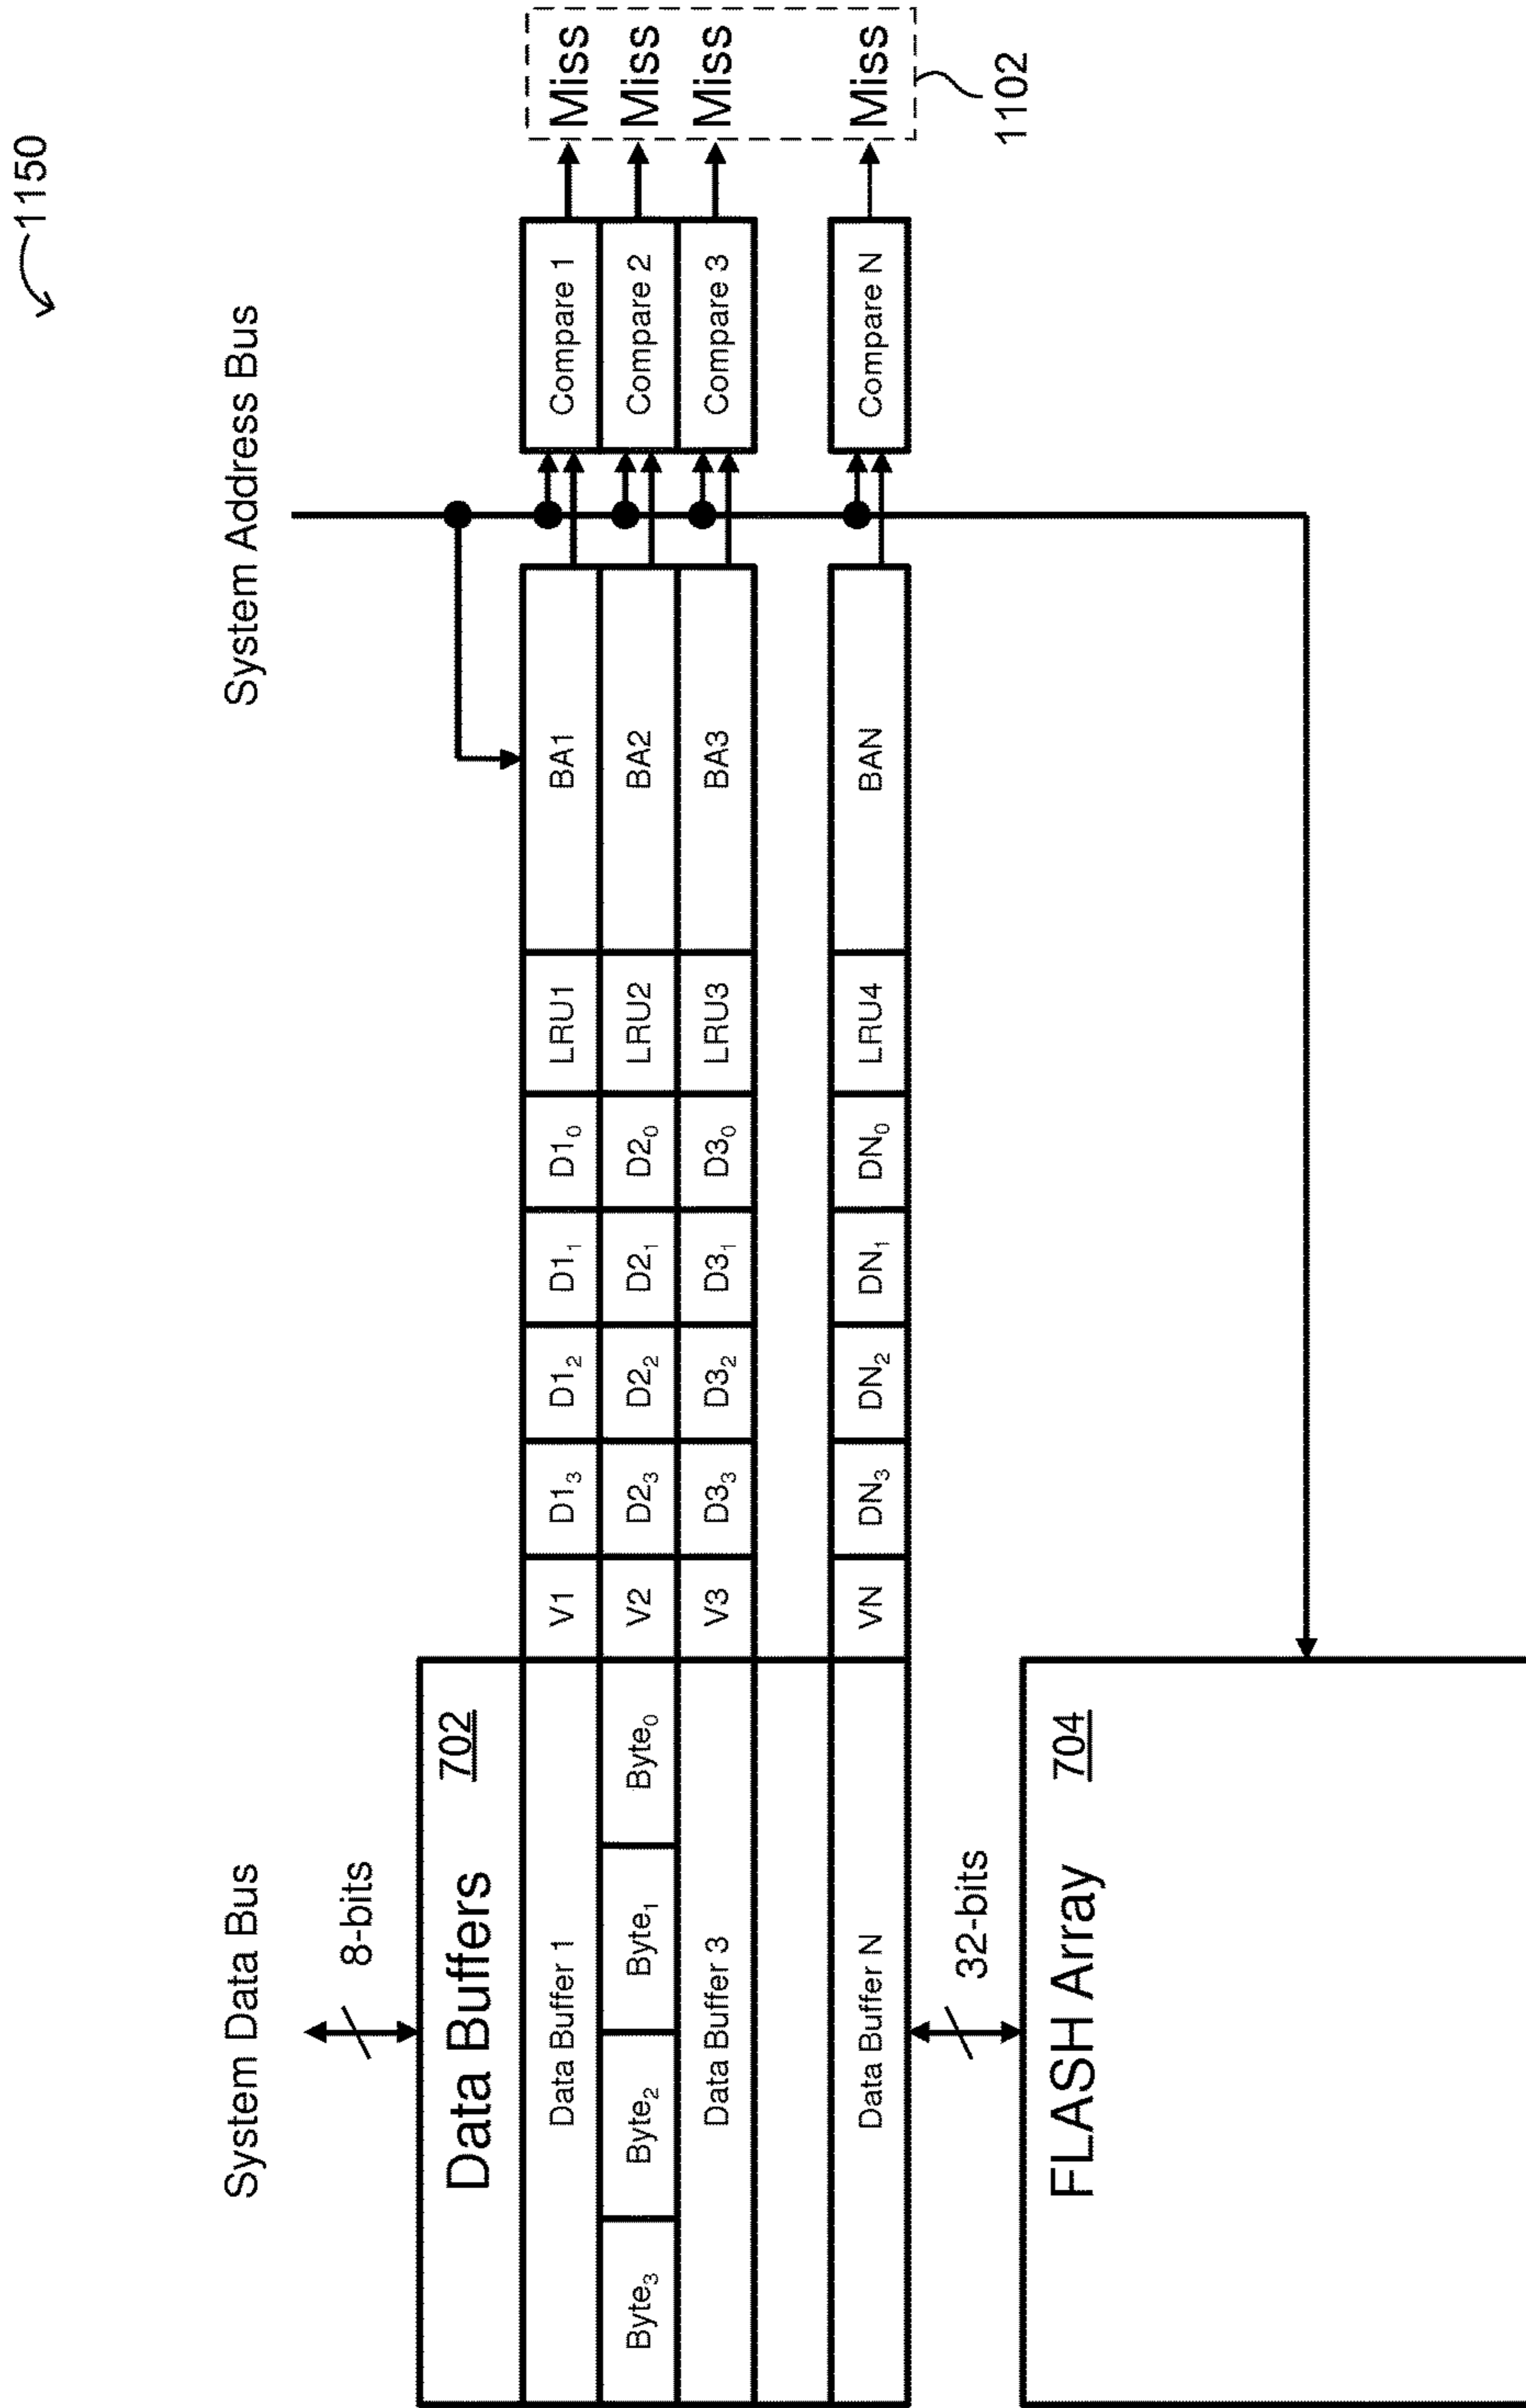 1150
System Data Bus
System Address Bus
8-bits
Data Buffers 702
Data Buffer 1 V1 D1₃ D1₂ D1₁ D1₀ LRU1 BA1 Compare 1 Miss
Byte₃ Byte₂ Byte₁ Byte₀ V2 D2₃ D2₂ D2₁ D2₀ LRU2 BA2 Compare 2 Miss
Data Buffer 3 V3 D3₃ D3₂ D3₁ D3₀ LRU3 BA3 Compare 3 Miss
Data Buffer N VN DN₃ DN₂ DN₁ DN₀ LRU4 BAN Compare N Miss
1102
32-bits
FLASH Array 704